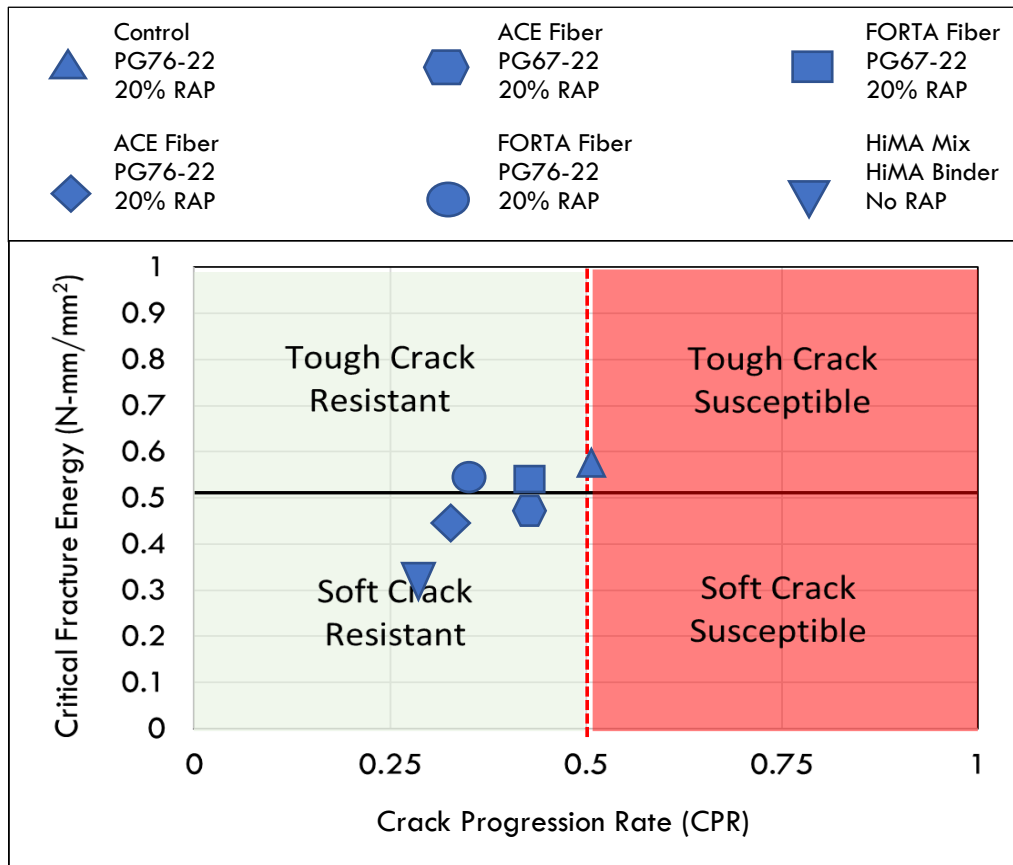 Control
PG76-22
20% RAP
ACE Fiber
PG67-22
20% RAP
FORTA Fiber
PG67-22
20% RAP
ACE Fiber
PG76-22
20% RAP
FORTA Fiber
PG76-22
20% RAP
HiMA Mix
HiMA Binder
No RAP
Critical Fracture Energy (N-mm/mm²)
1
0.9
0.8
0.7
0.6
0.5
0.4
0.3
0.2
0.1
0
Tough Crack
Resistant
Tough Crack
Susceptible
Soft Crack
Resistant
Soft Crack
Susceptible
0
0.25
0.5
0.75
1
Crack Progression Rate (CPR)